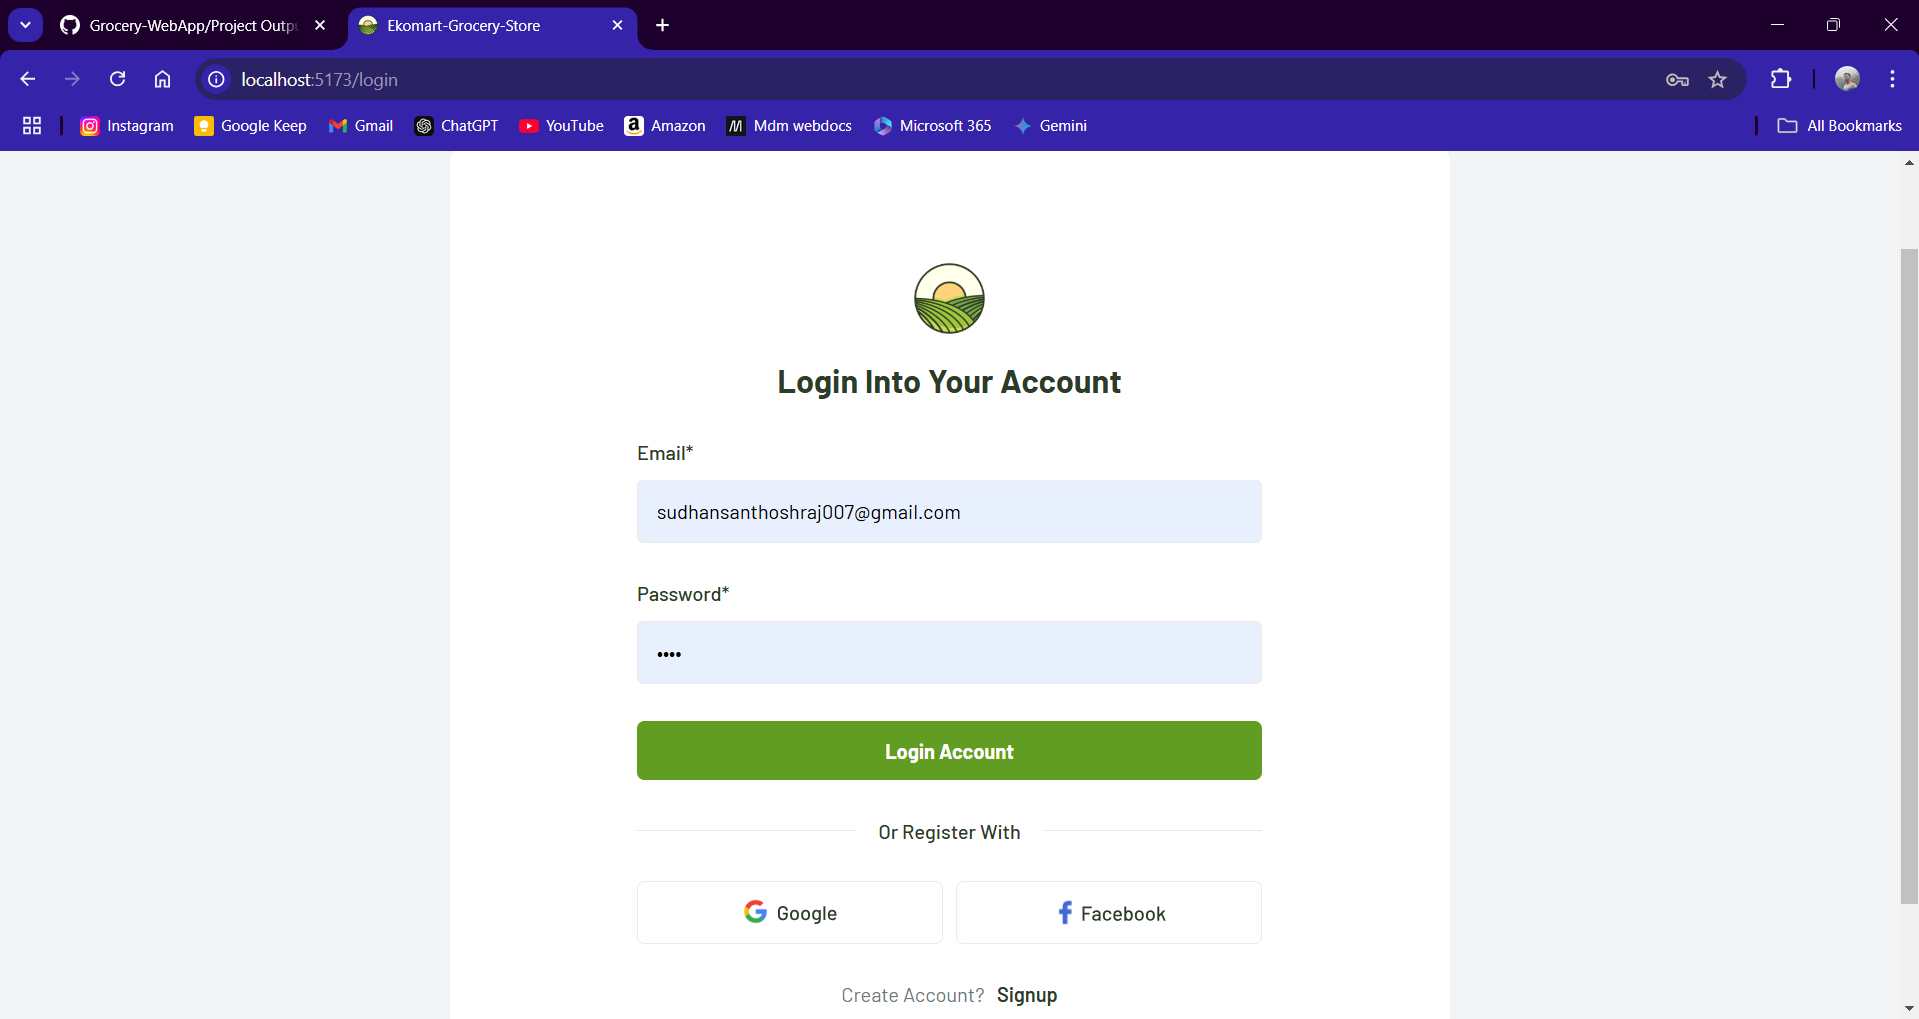 Grocery-WebApp/Project Outp
Ekomart-Grocery-Store
localhost:5173/login
Instagram
Google Keep
Gmail
ChatGPT
YouTube
Amazon
Mdm webdocs
Microsoft 365
Gemini
All Bookmarks
Login Into Your Account
Email*
sudhansanthoshraj007@gmail.com
Password*
••••
Login Account
Or Register With
Google
Facebook
Create Account? Signup